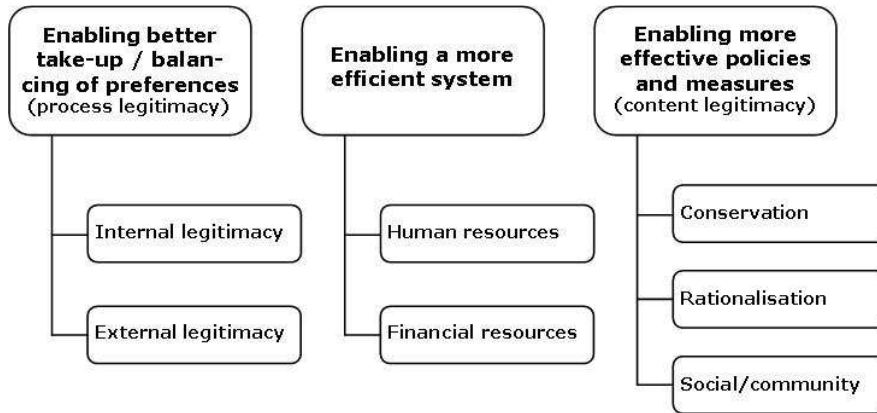 Enabling better
take-up / balan-
cing of preferences
(process legitimacy)
Internal legitimacy
External legitimacy
Enabling a more
efficient system
Human resources
Financial resources
Enabling more
effective policies
and measures
(content legitimacy)
Conservation
Rationalisation
Social/community